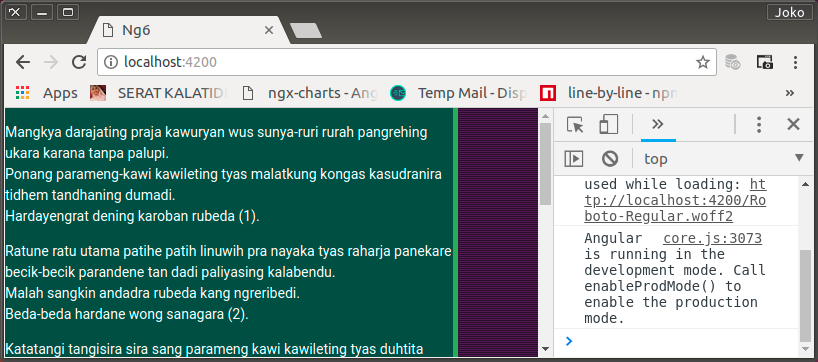 Joko
Ng6
localhost:4200
Apps SERAT KALATID ngx-charts - Ang Temp Mail - Disp line-by-line - npm »
Mangkya darajating praja kawuryan wus sunya-ruri rurah pangrehing
ukara karana tanpa palupi.
Ponang parameng-kawi kawileting tyas malatkung kongas kasudranira
tidhem tandhaning dumadi.
Hardayengrat dening karoban rubeda (1).
Ratune ratu utama patihe patih linuwih pra nayaka tyas raharja panekare
becik-becik parandene tan dadi paliyasing kalabendu.
Malah sangkin andadra rubeda kang ngreribedi.
Beda-beda hardane wong sanagara (2).
Katatangi tangisira sira sang parameng kawi kawileting tyas duhtita
»
top
used while loading: ht
tp://localhost:4200/Ro
boto-Regular.woff2
Angular core.js:3073
is running in the
development mode. Call
enableProdMode() to
enable the production
mode.